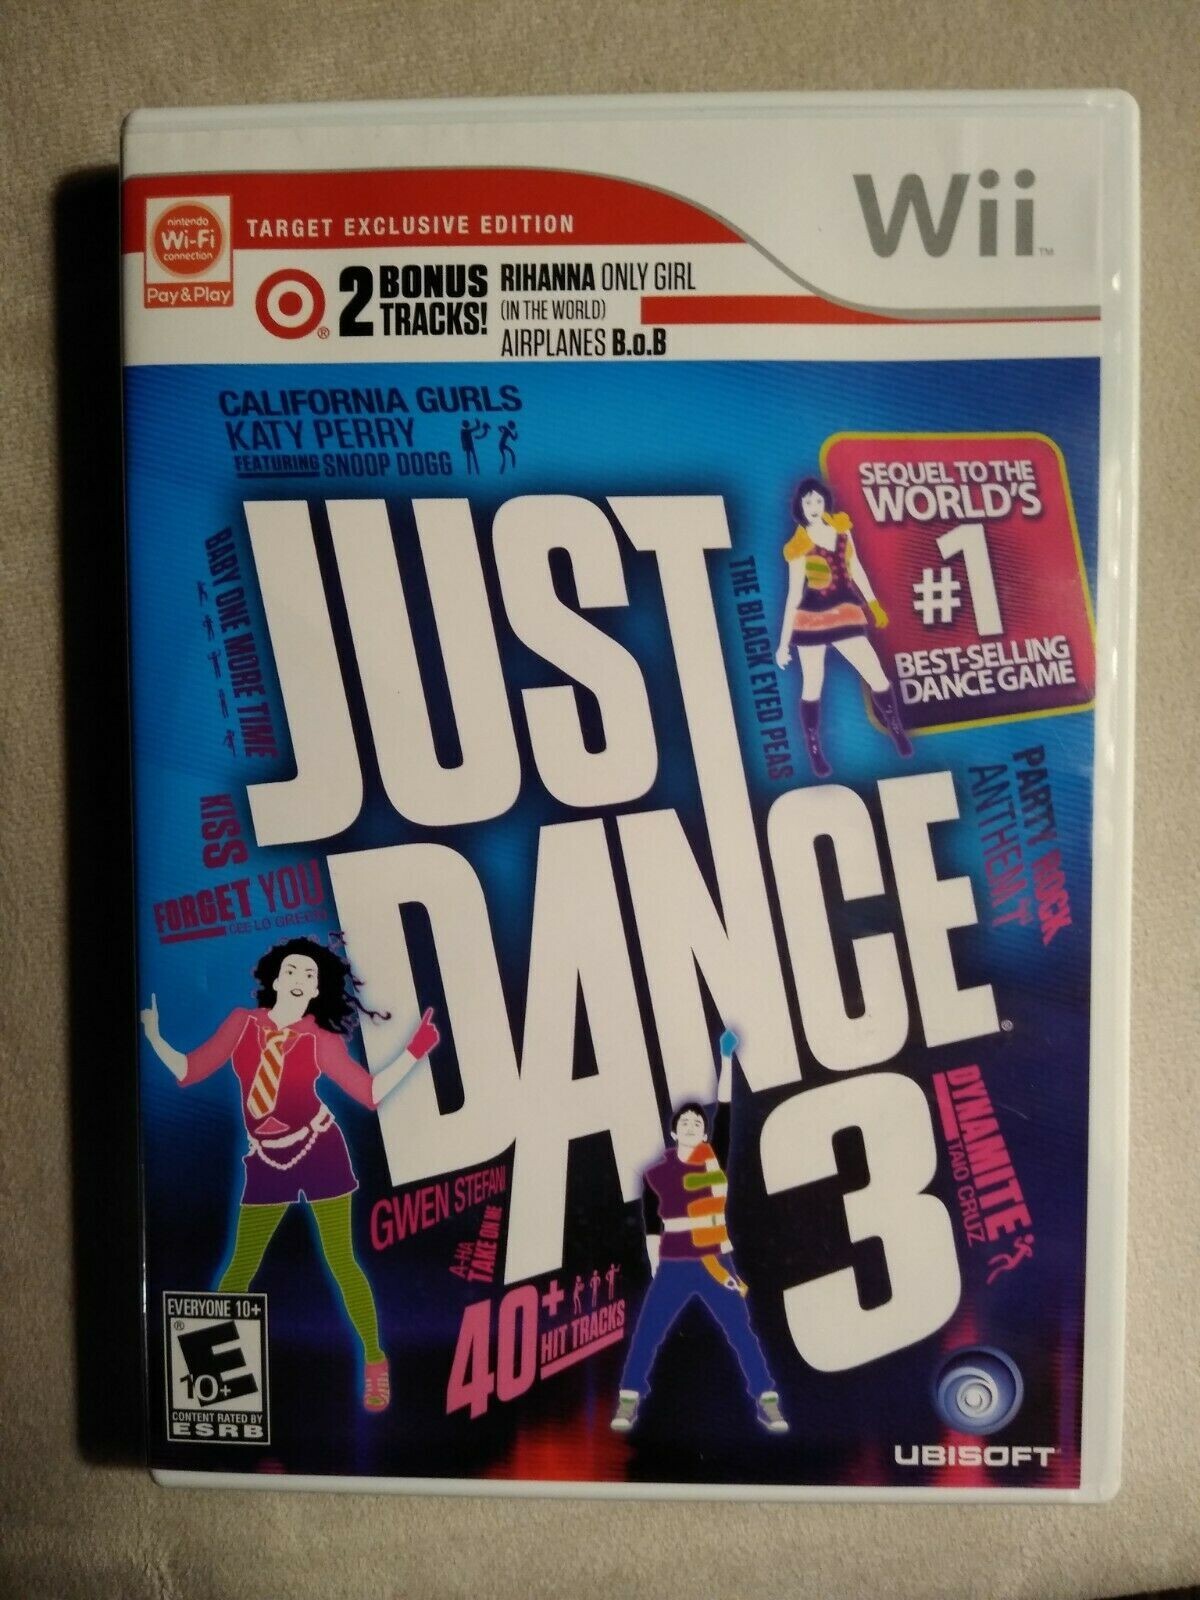 Wii™
nintendo
Wi-Fi
connection
Pay & Play
TARGET EXCLUSIVE EDITION
®
2 BONUS TRACKS!
RIHANNA ONLY GIRL
(IN THE WORLD)
AIRPLANES B.o.B
CALIFORNIA GURLS
KATY PERRY
FEATURING SNOOP DOGG
SEQUEL TO THE
WORLD'S
#1
BEST-SELLING
DANCE GAME
JUST
DANCE®
3
BABY ONE MORE TIME
THE BLACK EYED PEAS
KISS
PARTY ROCK
ANTHEM
FORGET YOU
CEE LO GREEN
DYNAMITE
TAIO CRUZ
GWEN STEFANI
A-HA
TAKE ON ME
40+
HIT TRACKS
EVERYONE 10+
®
E
10+
CONTENT RATED BY
ESRB
UBISOFT